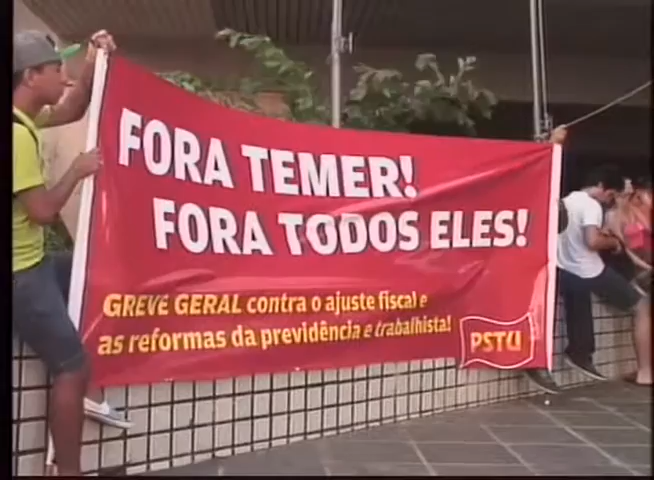 FORA TEMER!
FORA TODOS ELES!
GREVE GERAL contra o ajuste fiscal e
as reformas da previdência e trabalhista!
PSTU